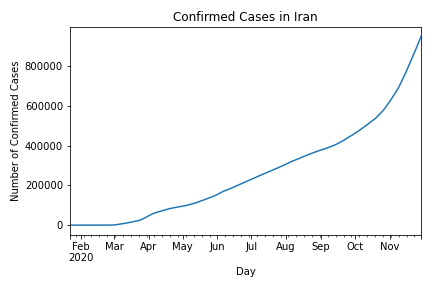 Confirmed Cases in Iran
Number of Confirmed Cases
800000
600000
400000
200000
0
Feb Mar Apr May Jun Jul Aug Sep Oct Nov
2020
Day